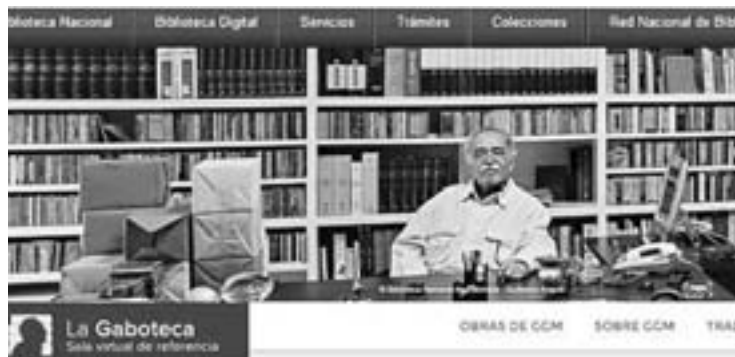 blioteca Nacional Biblioteca Digital Servicios Trámites Colecciones Red Nacional de Bib
La Gaboteca
Sala virtual de referencia
OBRAS DE GGM SOBRE GGM TRA